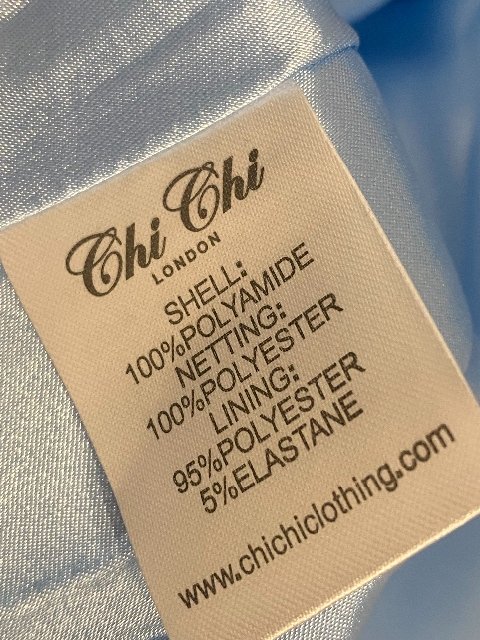 Chi Chi
LONDON
SHELL:
100%POLYAMIDE
NETTING:
100%POLYESTER
LINING:
95%POLYESTER
5%ELASTANE
www.chichiclothing.com